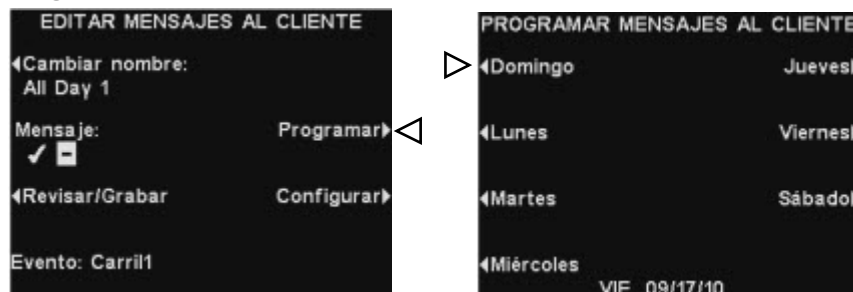 EDITAR MENSAJES AL CLIENTE
Cambiar nombre:
All Day 1
Mensaje:
Programar
✓ -
Revisar/Grabar
Configurar
Evento: Carril1
PROGRAMAR MENSAJES AL CLIENTE
Domingo
Jueves
Lunes
Viernes
Martes
Sábado
Miércoles
VIE 09/17/10